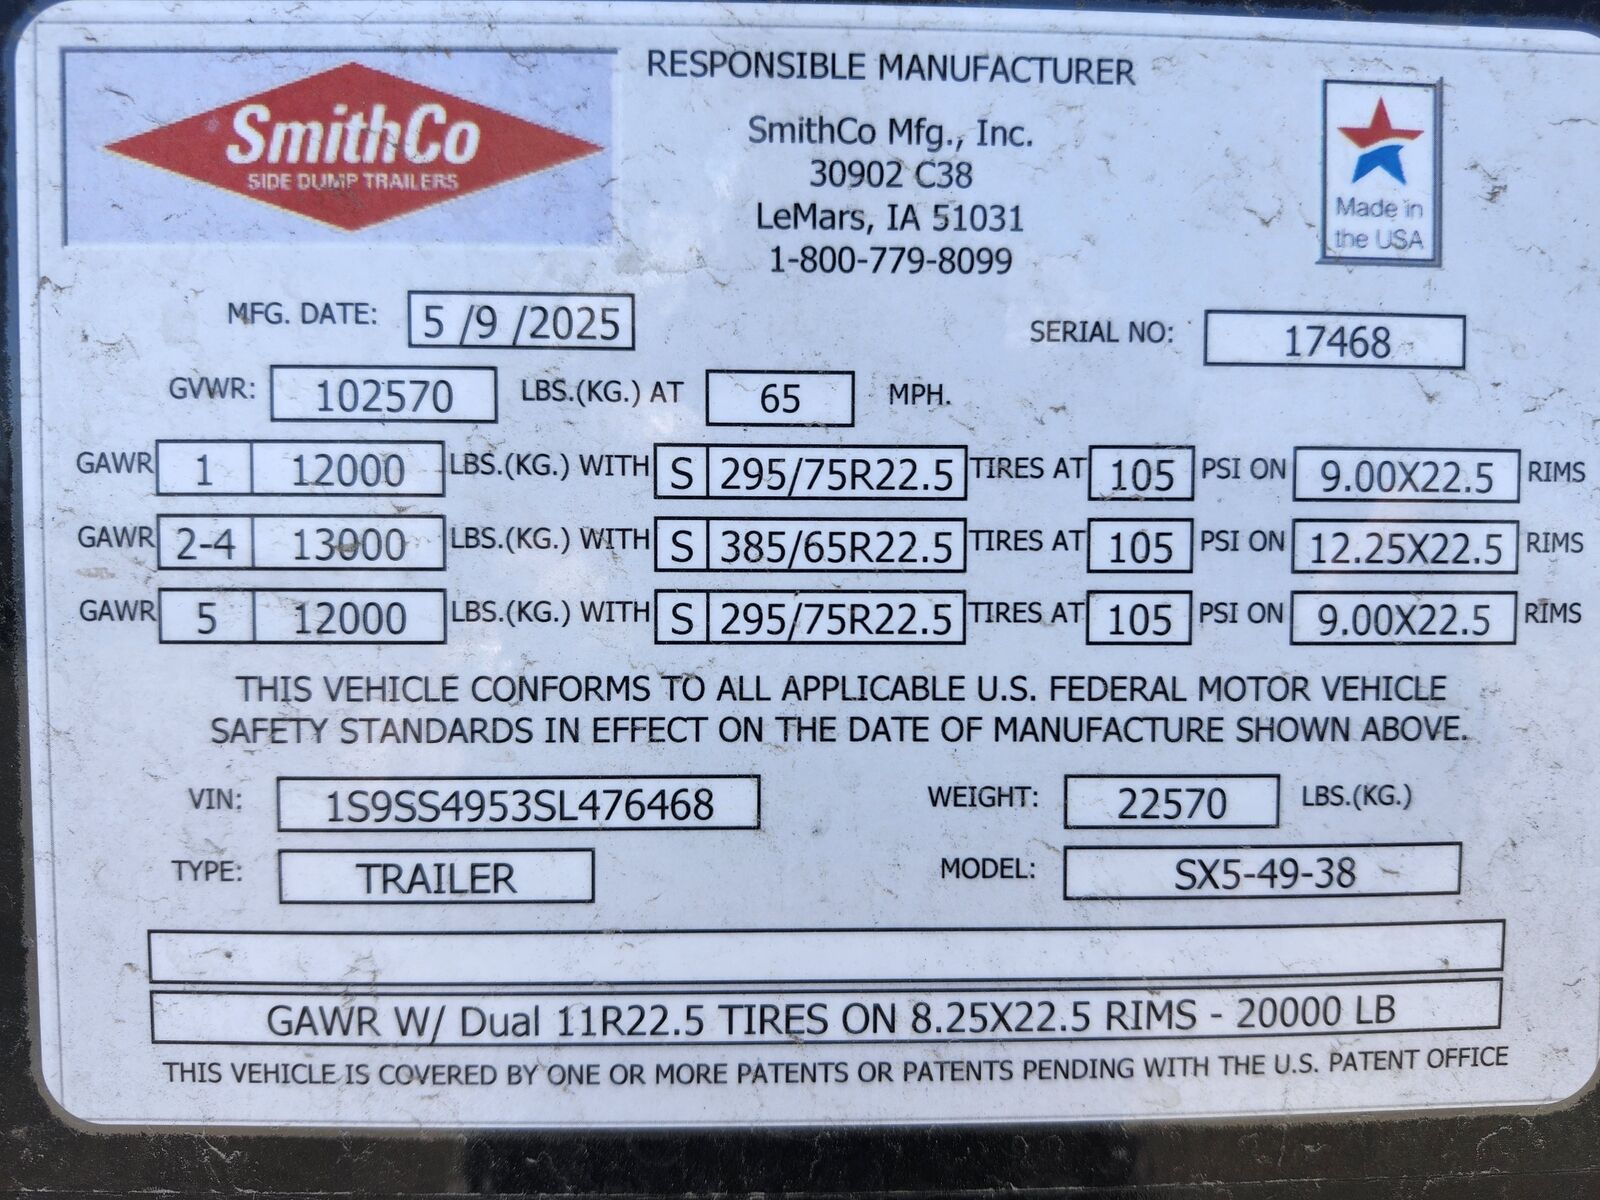 SmithCo
SIDE DUMP TRAILERS
RESPONSIBLE MANUFACTURER
SmithCo Mfg., Inc.
30902 C38
LeMars, IA 51031
1-800-779-8099
Made in
the USA
MFG. DATE: 5 /9 /2025
SERIAL NO: 17468
GVWR: 102570 LBS.(KG.) AT 65 MPH.
GAWR 1 12000 LBS.(KG.) WITH S 295/75R22.5 TIRES AT 105 PSI ON 9.00X22.5 RIMS
GAWR 2-4 13000 LBS.(KG.) WITH S 385/65R22.5 TIRES AT 105 PSI ON 12.25X22.5 RIMS
GAWR 5 12000 LBS.(KG.) WITH S 295/75R22.5 TIRES AT 105 PSI ON 9.00X22.5 RIMS
THIS VEHICLE CONFORMS TO ALL APPLICABLE U.S. FEDERAL MOTOR VEHICLE
SAFETY STANDARDS IN EFFECT ON THE DATE OF MANUFACTURE SHOWN ABOVE.
VIN: 1S9SS4953SL476468 WEIGHT: 22570 LBS.(KG.)
TYPE: TRAILER MODEL: SX5-49-38
GAWR W/ Dual 11R22.5 TIRES ON 8.25X22.5 RIMS - 20000 LB
THIS VEHICLE IS COVERED BY ONE OR MORE PATENTS OR PATENTS PENDING WITH THE U.S. PATENT OFFICE